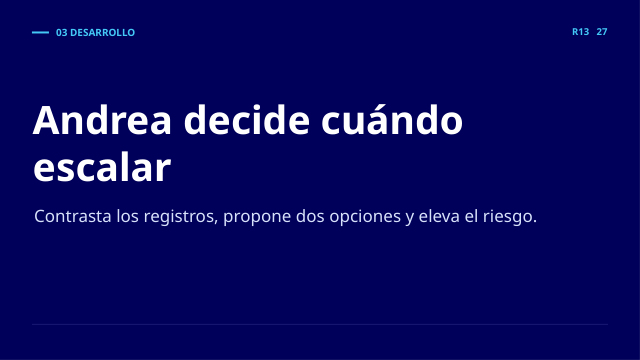 03 DESARROLLO
R13 27
Andrea decide cuándo
escalar
Contrasta los registros, propone dos opciones y eleva el riesgo.